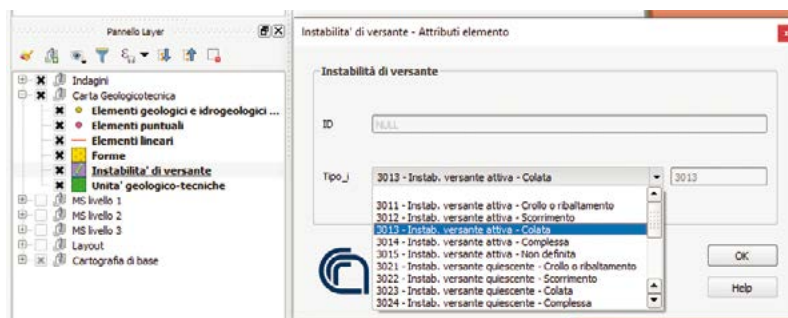 Pannello Layer
Indagini
Carta Geologicotecnica
Elementi geologici e idrogeologici ...
Elementi puntuali
Elementi lineari
Forme
Instabilita' di versante
Unita' geologico-tecniche
MS livello 1
MS livello 2
MS livello 3
Layout
Cartografia di base
Instabilita' di versante - Attributi elemento
Instabilità di versante
ID
NULL
Tipo_i
3013 - Instab. versante attiva - Colata
3013
3011 - Instab. versante attiva - Crollo o ribaltamento
3012 - Instab. versante attiva - Scorrimento
3013 - Instab. versante attiva - Colata
3014 - Instab. versante attiva - Complessa
3015 - Instab. versante attiva - Non definita
3021 - Instab. versante quiescente - Crollo o ribaltamento
3022 - Instab. versante quiescente - Scorrimento
3023 - Instab. versante quiescente - Colata
3024 - Instab. versante quiescente - Complessa
OK
Help